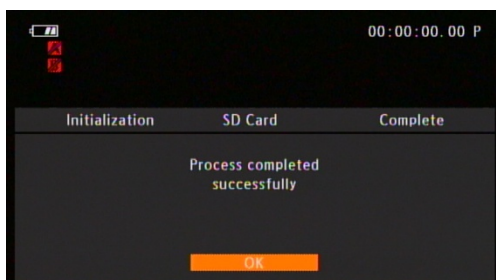 00:00:00.00 P
Initialization SD Card Complete
Process completed
successfully
OK